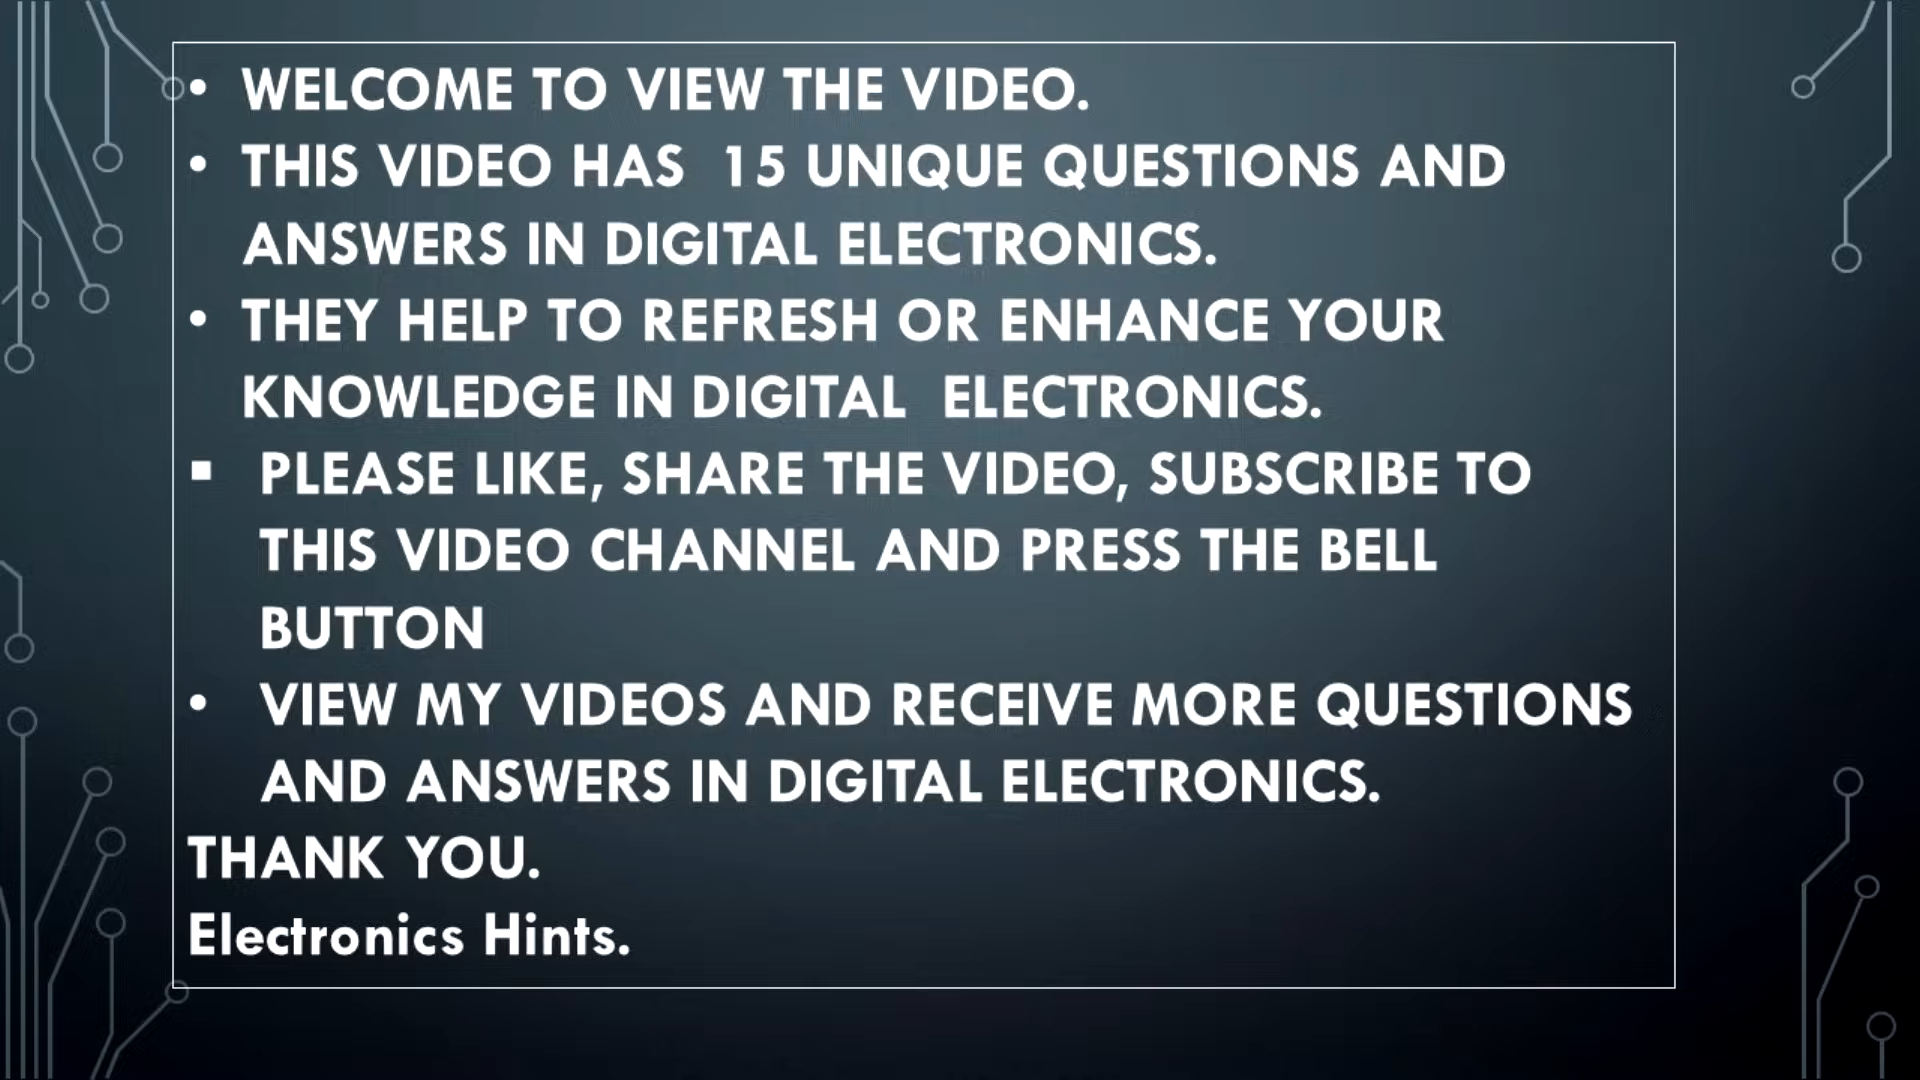 • WELCOME TO VIEW THE VIDEO.
• THIS VIDEO HAS  15 UNIQUE QUESTIONS AND
ANSWERS IN DIGITAL ELECTRONICS.
• THEY HELP TO REFRESH OR ENHANCE YOUR
KNOWLEDGE IN DIGITAL  ELECTRONICS.
▪ PLEASE LIKE, SHARE THE VIDEO, SUBSCRIBE TO
THIS VIDEO CHANNEL AND PRESS THE BELL
BUTTON
• VIEW MY VIDEOS AND RECEIVE MORE QUESTIONS
AND ANSWERS IN DIGITAL ELECTRONICS.
THANK YOU.
Electronics Hints.